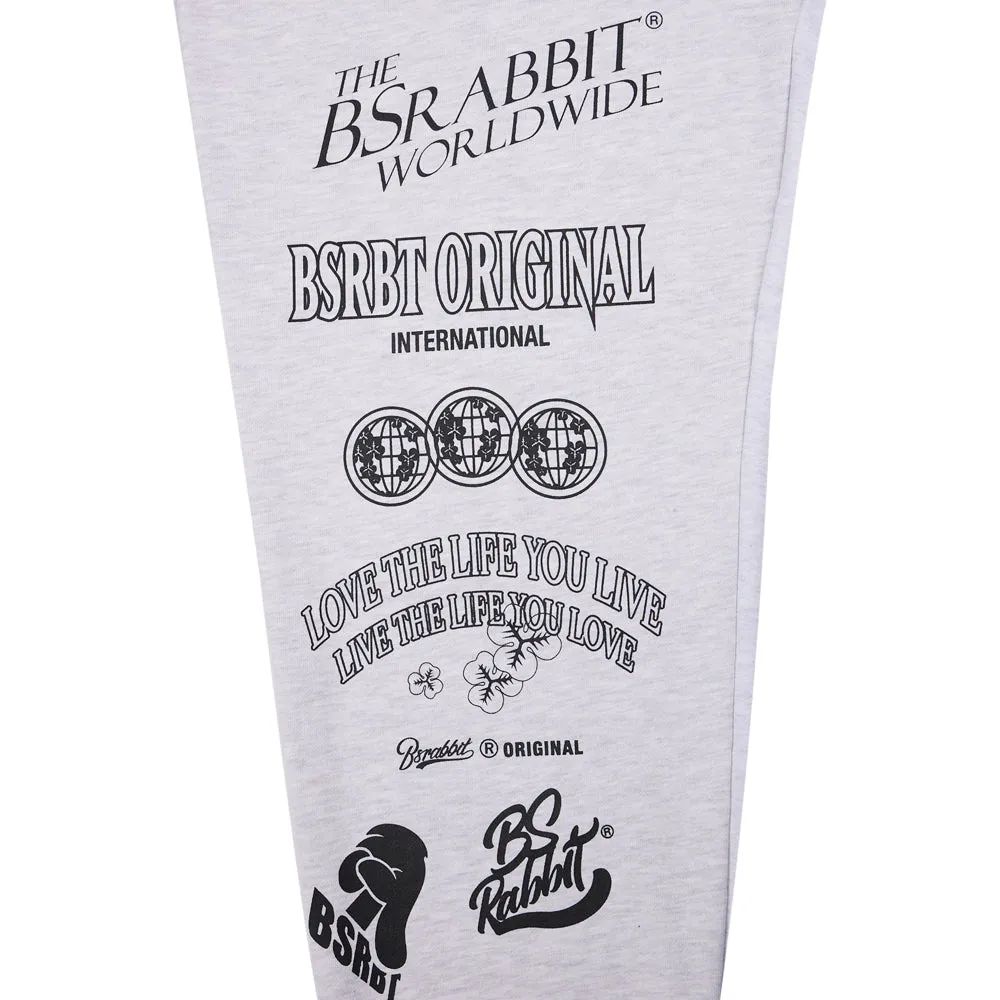 THE
BSRABBIT®
WORLDWIDE
BSRBT ORIGINAL
INTERNATIONAL
LOVE THE LIFE YOU LIVE
LIVE THE LIFE YOU LOVE
Bsrabbit ® ORIGINAL
BS
Rabbit®
BSRBT